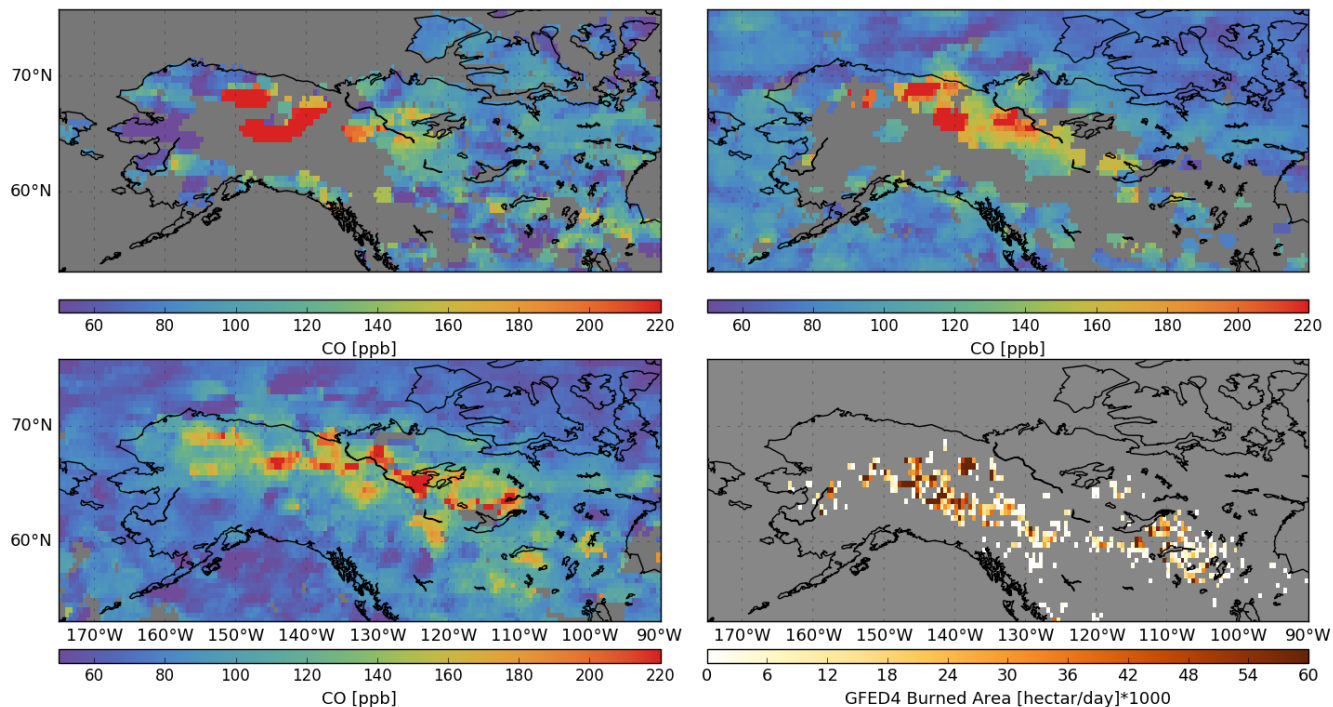 70°N
60°N
60 80 100 120 140 160 180 200 220
CO [ppb]
60 80 100 120 140 160 180 200 220
CO [ppb]
70°N
60°N
170°W 160°W 150°W 140°W 130°W 120°W 110°W 100°W 90°W
60 80 100 120 140 160 180 200 220
CO [ppb]
170°W 160°W 150°W 140°W 130°W 120°W 110°W 100°W 90°W
0 6 12 18 24 30 36 42 48 54 60
GFED4 Burned Area [hectar/day]*1000